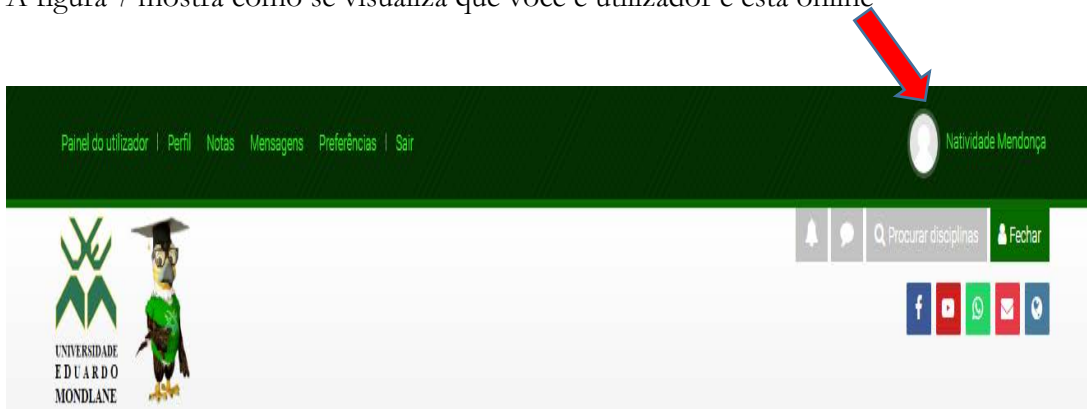 A figura 7 mostra como se visualiza que você é utilizador e está online
Painel do utilizador | Perfil Notas Mensagens Preferências | Sair
Natividade Mendonça
Procurar disciplinas
Fechar
UNIVERSIDADE
EDUARDO
MONDLANE